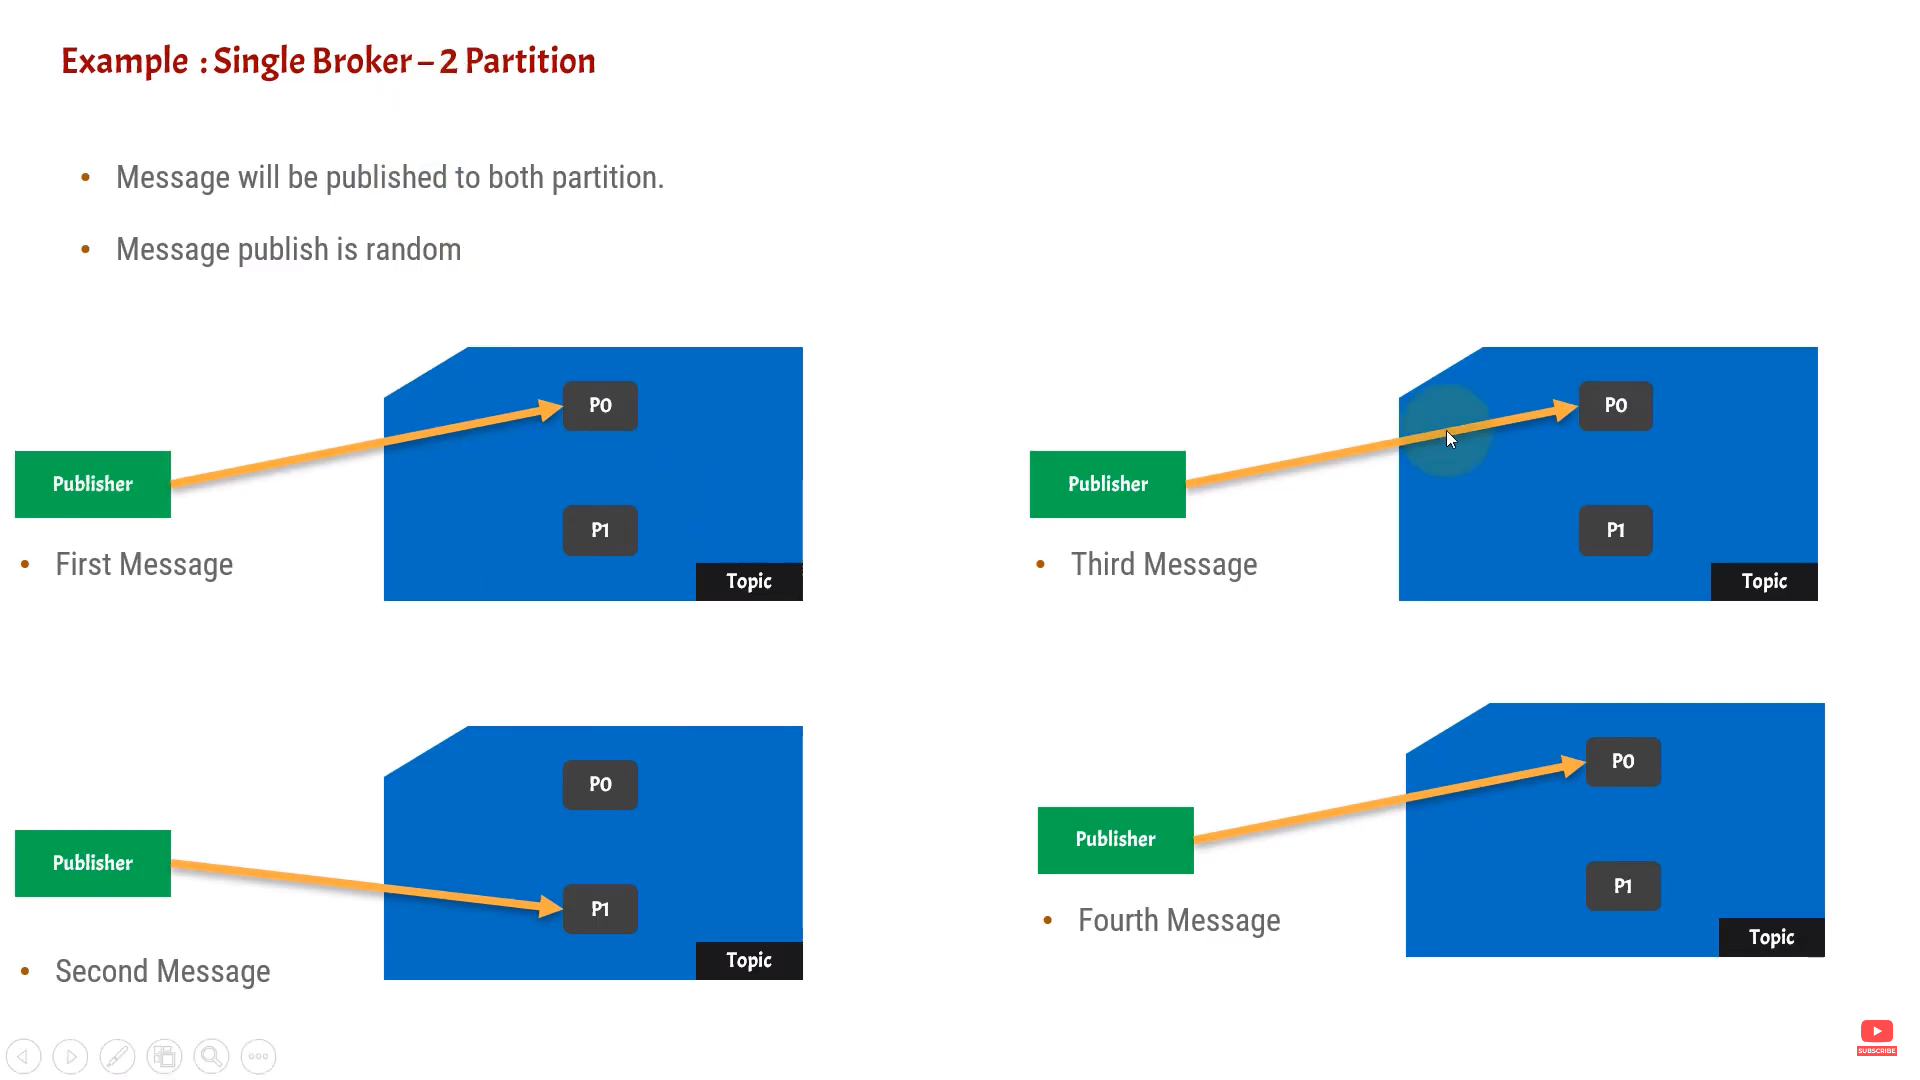 Example : Single Broker – 2 Partition
• Message will be published to both partition.
• Message publish is random
P0
Publisher
P1
• First Message
Topic
P0
Publisher
P1
• Third Message
Topic
P0
Publisher
P1
• Second Message
Topic
P0
Publisher
P1
• Fourth Message
Topic
SUBSCRIBE